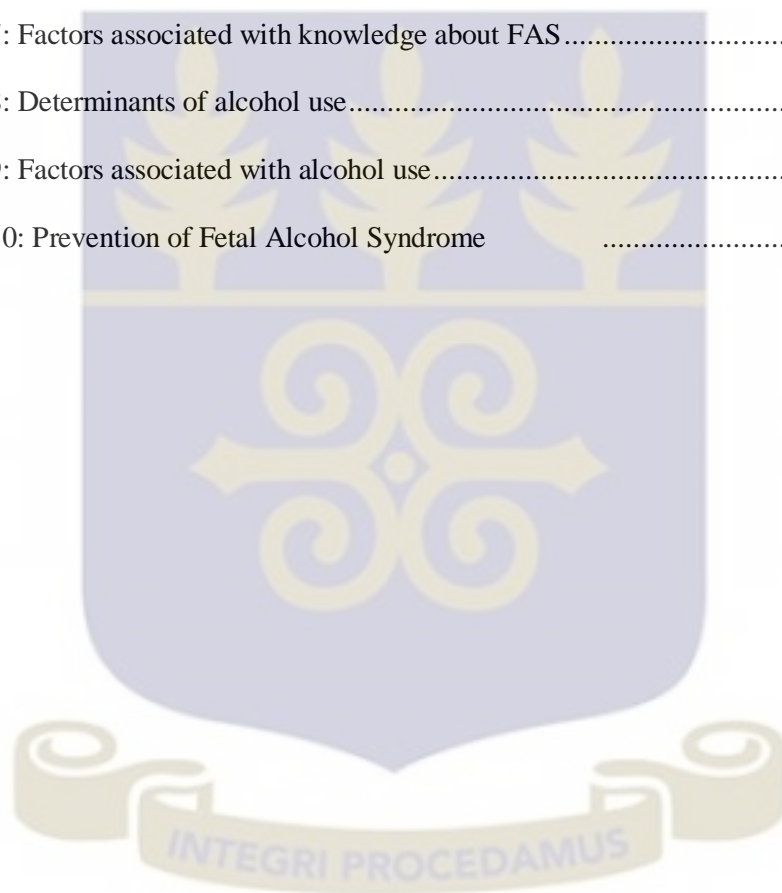 : Factors associated with knowledge about FAS..............................
: Determinants of alcohol use..............................................................
: Factors associated with alcohol use..................................................
0: Prevention of Fetal Alcohol Syndrome .........................
INTEGRI PROCEDAMUS